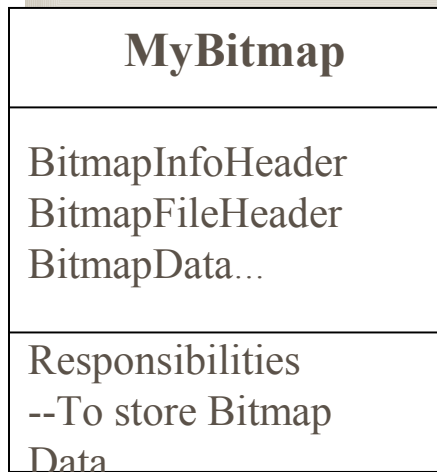 MyBitmap
BitmapInfoHeader
BitmapFileHeader
BitmapData...
Responsibilities
--To store Bitmap
Data